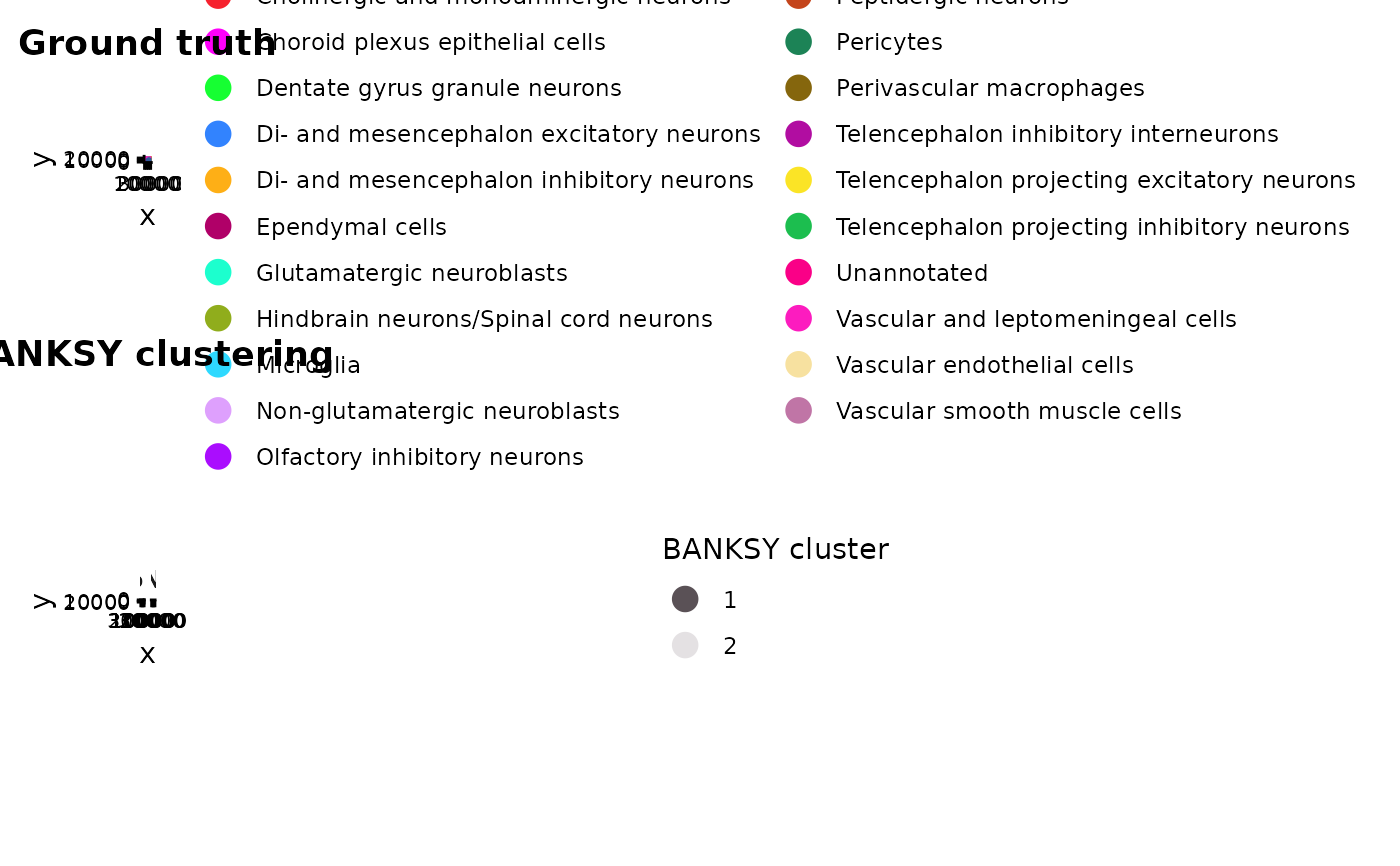 Cholinergic and monoaminergic neurons
Peptidergic neurons
Ground truth
Choroid plexus epithelial cells
Pericytes
Dentate gyrus granule neurons
Perivascular macrophages
Di- and mesencephalon excitatory neurons
Telencephalon inhibitory interneurons
y
Di- and mesencephalon inhibitory neurons
Telencephalon projecting excitatory neurons
x
Ependymal cells
Telencephalon projecting inhibitory neurons
Glutamatergic neuroblasts
Unannotated
Hindbrain neurons/Spinal cord neurons
Vascular and leptomeningeal cells
ANKSY clustering
Microglia
Vascular endothelial cells
Non-glutamatergic neuroblasts
Vascular smooth muscle cells
Olfactory inhibitory neurons
BANKSY cluster
1
2
y
x